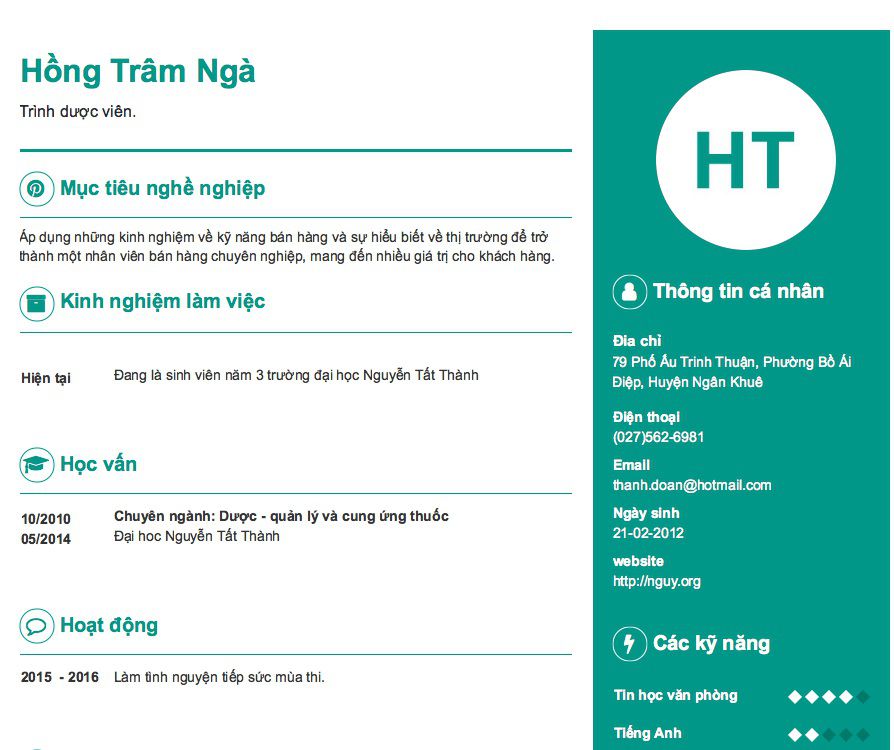 Hồng Trâm Ngà
Trình dược viên.
Mục tiêu nghề nghiệp
Áp dụng những kinh nghiệm về kỹ năng bán hàng và sự hiểu biết về thị trường để trở
thành một nhân viên bán hàng chuyên nghiệp, mang đến nhiều giá trị cho khách hàng.
Kinh nghiệm làm việc
Hiện tại Đang là sinh viên năm 3 trường đại học Nguyễn Tất Thành
Học vấn
10/2010 Chuyên ngành: Dược - quản lý và cung ứng thuốc
05/2014 Đại hoc Nguyễn Tất Thành
Hoạt động
2015 - 2016 Làm tình nguyện tiếp sức mùa thi.
HT
Thông tin cá nhân
Đia chỉ
79 Phố Ấu Trinh Thuận, Phường Bồ Ái
Điệp, Huyện Ngân Khuê
Điện thoại
(027)562-6981
Email
thanh.doan@hotmail.com
Ngày sinh
21-02-2012
website
http://nguy.org
Các kỹ năng
Tin học văn phòng
Tiếng Anh